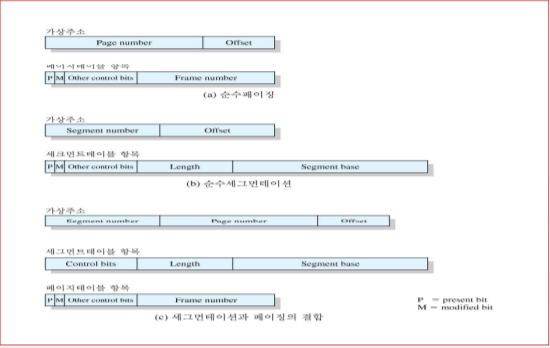 가상주소
Page number Offset
페이지테이블 항목
P M Other control bits Frame number
(a) 순수페이징
가상주소
Segment number Offset
세크먼트테이블 항목
P M Other control bits Length Segment base
(b) 순수세그먼테이션
가상주소
Segment number Page number Offset
세그먼트테이블 항목
Control bits Length Segment base
페이지테이블 항목
P M Other control bits Frame number
P = present bit
M = modified bit
(c) 세그먼테이션과 페이징의 결합